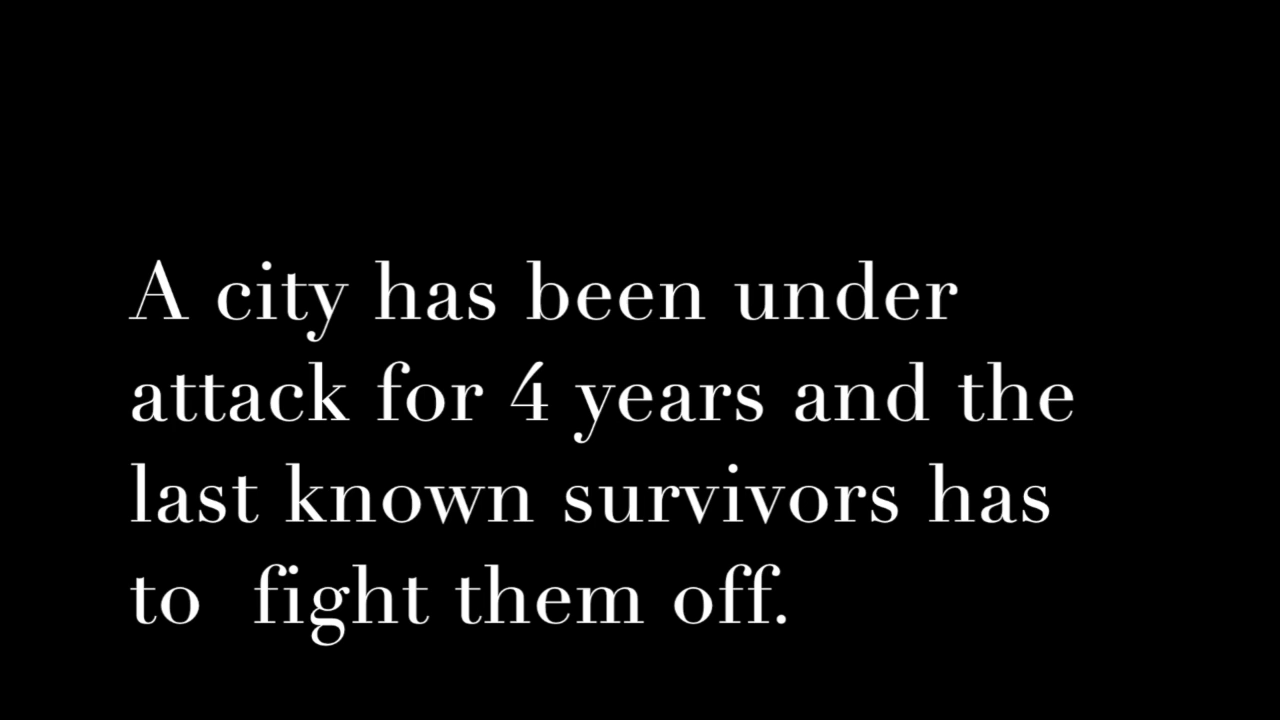 A city has been under
attack for 4 years and the
last known survivors has
to  fight them off.